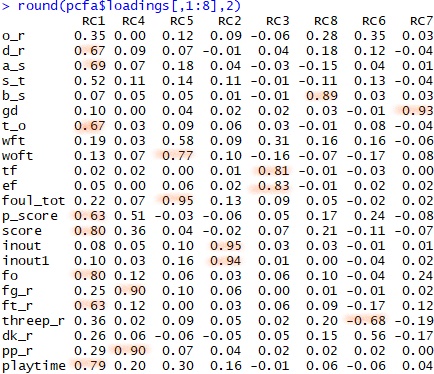 > round(pcfa$loadings[,1:8],2)
RC1 RC4 RC5 RC2 RC3 RC8 RC6 RC7
o_r 0.35 0.00 0.12 0.09 -0.06 0.28 0.35 0.03
d_r 0.67 0.09 0.07 -0.01 0.04 0.18 0.12 -0.04
a_s 0.69 0.07 0.18 0.04 -0.03 -0.15 0.04 0.01
s_t 0.52 0.11 0.14 0.11 -0.01 -0.11 0.13 -0.04
b_s 0.07 0.05 0.05 0.01 -0.01 0.89 0.03 0.03
gd 0.10 0.00 0.04 0.02 0.02 0.03 -0.01 0.93
t_o 0.67 0.03 0.09 0.06 0.03 -0.01 0.08 -0.04
wft 0.19 0.03 0.58 0.09 0.31 0.16 0.16 -0.06
woft 0.13 0.07 0.77 0.10 -0.16 -0.07 -0.17 0.08
tf 0.02 0.02 0.00 0.01 0.81 -0.01 -0.03 0.00
ef 0.05 0.00 0.06 0.02 0.83 -0.01 0.02 0.02
foul_tot 0.22 0.07 0.95 0.13 0.09 0.05 -0.02 0.02
p_score 0.63 0.51 -0.03 -0.06 0.05 0.17 0.24 -0.08
score 0.80 0.36 0.04 -0.02 0.07 0.21 -0.11 -0.07
inout 0.08 0.05 0.10 0.95 0.03 0.03 -0.01 0.01
inout1 0.10 0.03 0.16 0.94 0.01 0.00 -0.04 0.02
fo 0.80 0.12 0.06 0.03 0.06 0.10 -0.04 0.24
fg_r 0.25 0.90 0.10 0.06 0.00 0.01 -0.01 0.02
ft_r 0.63 0.12 0.00 0.03 0.06 0.09 -0.17 0.12
threep_r 0.36 0.02 0.09 0.05 0.02 0.20 -0.68 -0.19
dk_r 0.26 0.06 -0.06 -0.05 0.05 0.15 0.56 -0.17
pp_r 0.29 0.90 0.07 0.04 0.02 0.02 0.02 0.00
playtime 0.79 0.20 0.30 0.16 -0.01 0.06 -0.06 0.04